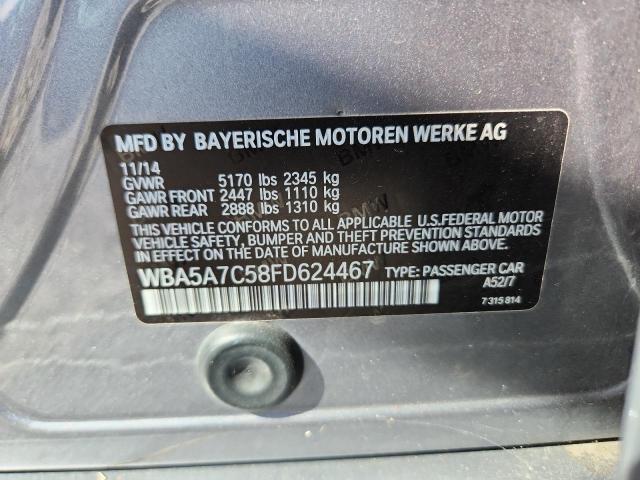 MFD BY BAYERISCHE MOTOREN WERKE AG
11/14
GVWR 5170 lbs 2345 kg
GAWR FRONT 2447 lbs 1110 kg
GAWR REAR 2888 lbs 1310 kg
THIS VEHICLE CONFORMS TO ALL APPLICABLE U.S.FEDERAL MOTOR
VEHICLE SAFETY, BUMPER AND THEFT PREVENTION STANDARDS
IN EFFECT ON THE DATE OF MANUFACTURE SHOWN ABOVE.
WBA5A7C58FD624467 TYPE: PASSENGER CAR
A52/7
7 315 814